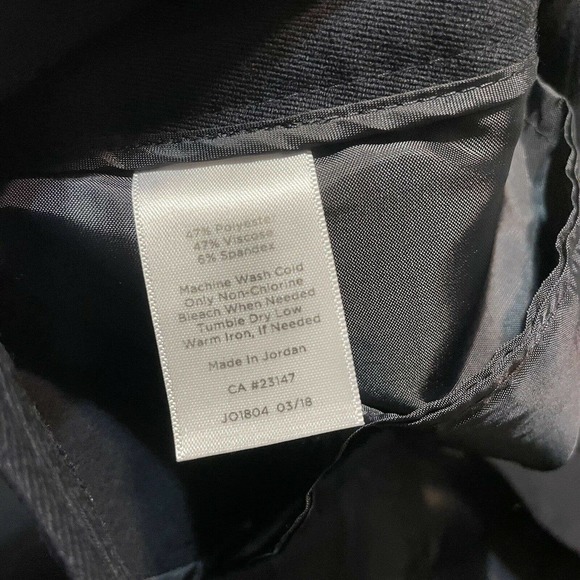 47% Polyester
47% Viscose
6% Spandex
Machine Wash Cold
Only Non-Chlorine
Bleach When Needed
Tumble Dry Low
Warm Iron, If Needed
Made In Jordan
CA #23147
JO1804 03/18